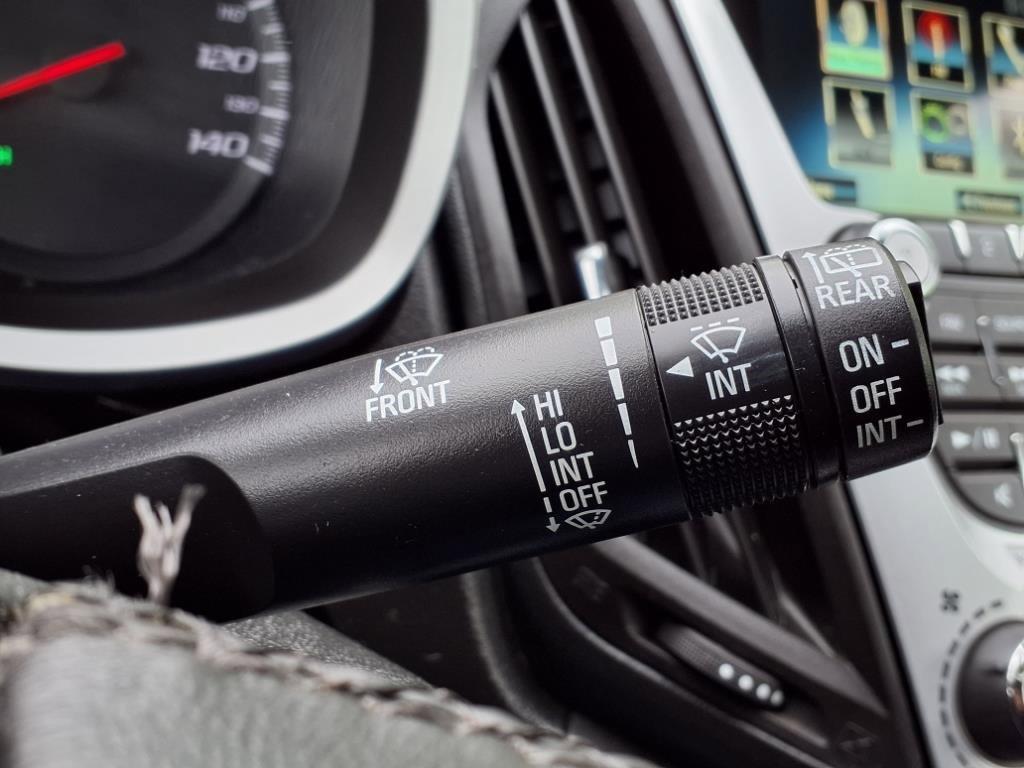 120
140
FRONT
HI
LO
INT
OFF
INT
REAR
ON
OFF
INT